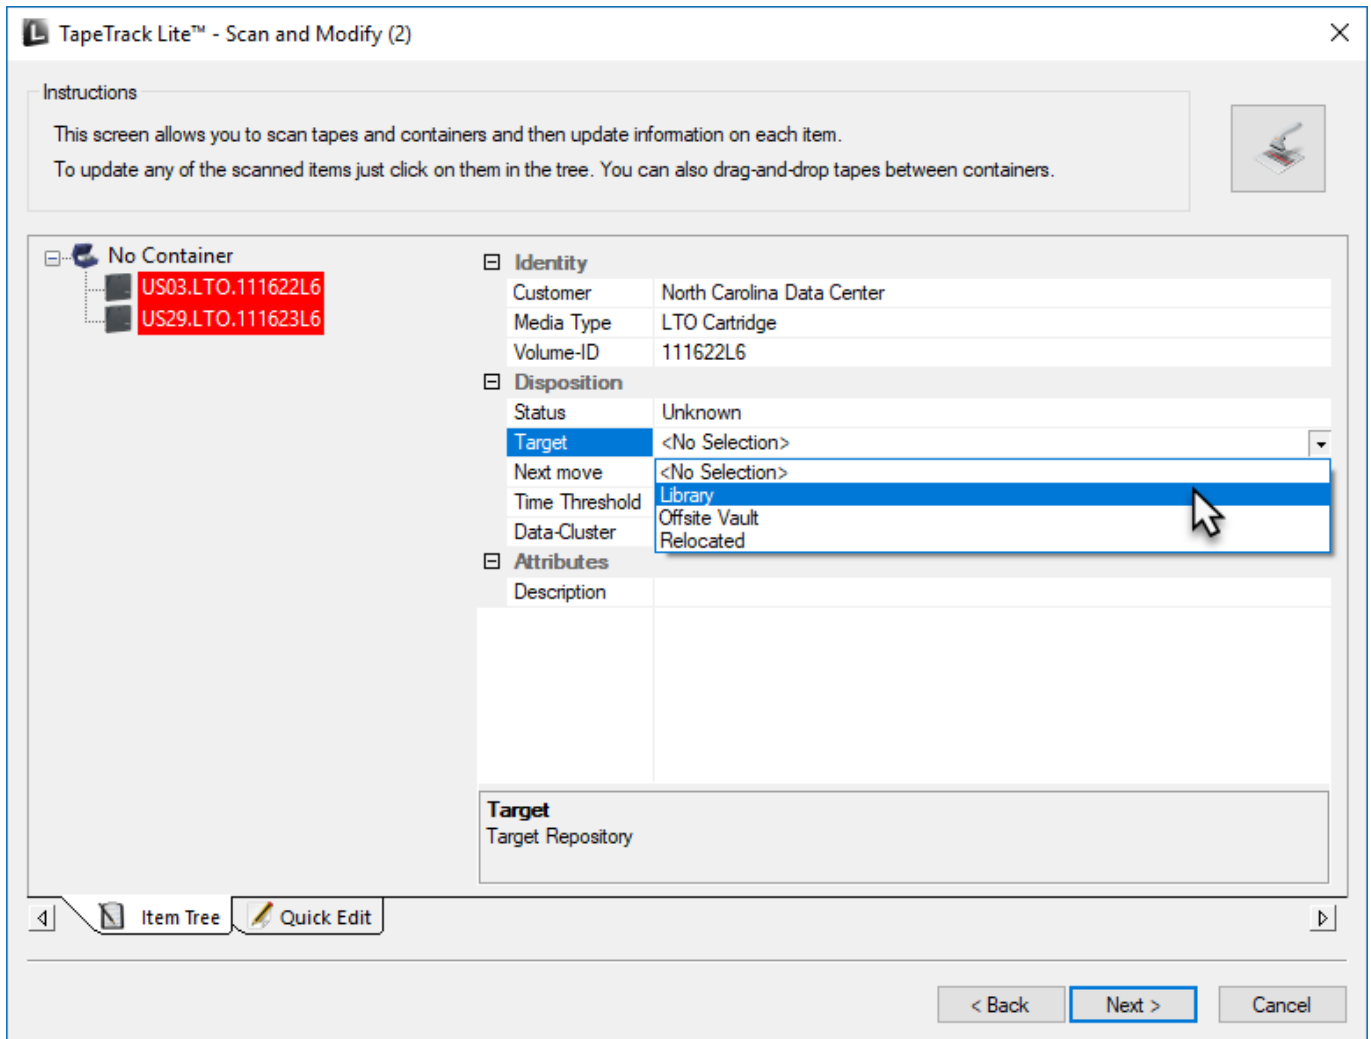 TapeTrack Lite™ - Scan and Modify (2)
Instructions
This screen allows you to scan tapes and containers and then update information on each item.
To update any of the scanned items just click on them in the tree. You can also drag-and-drop tapes between containers.
No Container
US03.LTO.111622L6
US29.LTO.111623L6
Identity
Customer North Carolina Data Center
Media Type LTO Cartridge
Volume-ID 111622L6
Disposition
Status Unknown
Target <No Selection>
Next move <No Selection>
Library
Time Threshold
Offsite Vault
Data-Cluster
Relocated
Attributes
Description
Target
Target Repository
Item Tree Quick Edit
< Back Next > Cancel